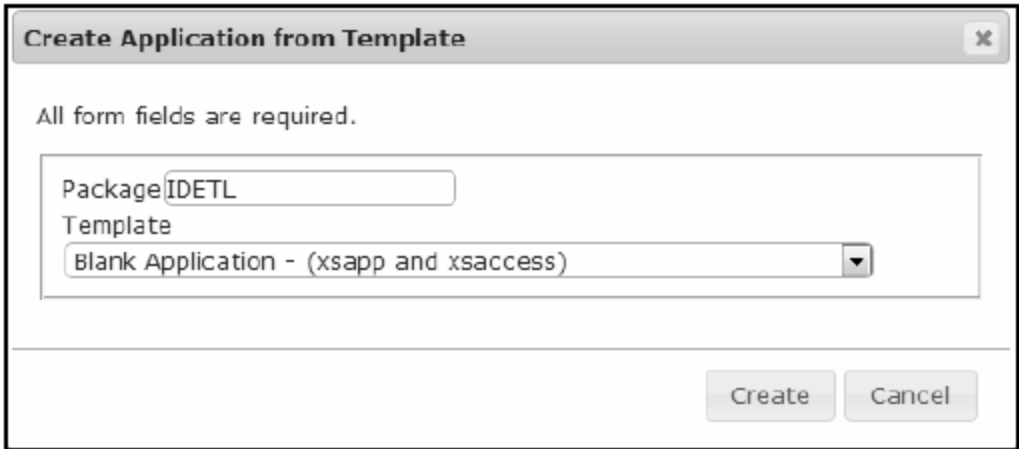 Create Application from Template
All form fields are required.
Package IDETL
Template
Blank Application - (xsapp and xsaccess)
Create Cancel